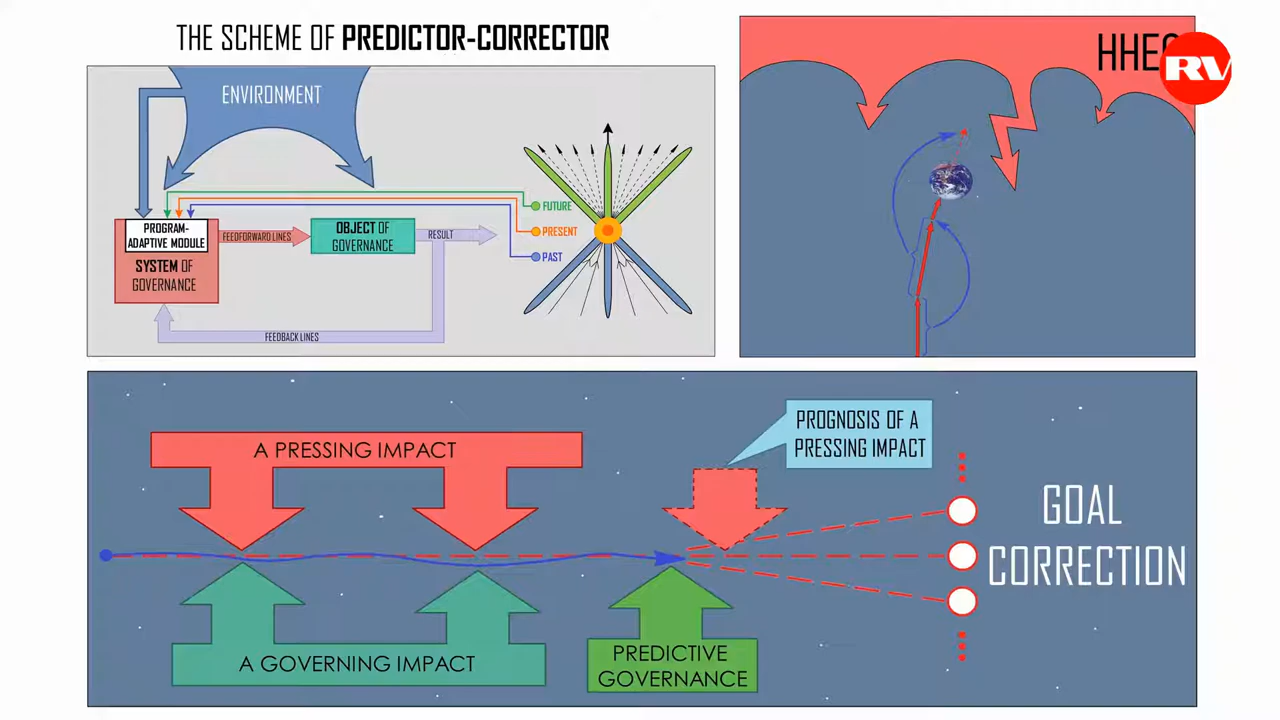 THE SCHEME OF PREDICTOR-CORRECTOR
ENVIRONMENT
PROGRAM-
ADAPTIVE MODULE
SYSTEM OF
GOVERNANCE
FEEDFORWARD LINES
OBJECT OF
GOVERNANCE
RESULT
FEEDBACK LINES
FUTURE
PRESENT
PAST
RV
A PRESSING IMPACT
PROGNOSIS OF A
PRESSING IMPACT
GOAL
CORRECTION
A GOVERNING IMPACT
PREDICTIVE
GOVERNANCE